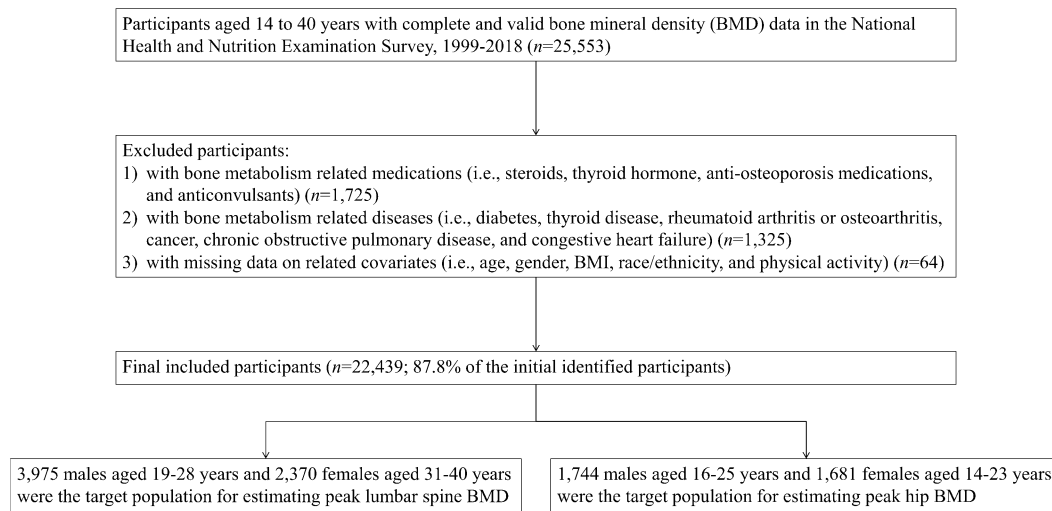 Participants aged 14 to 40 years with complete and valid bone mineral density (BMD) data in the National
Health and Nutrition Examination Survey, 1999-2018 (n=25,553)
Excluded participants:
1) with bone metabolism related medications (i.e., steroids, thyroid hormone, anti-osteoporosis medications,
and anticonvulsants) (n=1,725)
2) with bone metabolism related diseases (i.e., diabetes, thyroid disease, rheumatoid arthritis or osteoarthritis,
cancer, chronic obstructive pulmonary disease, and congestive heart failure) (n=1,325)
3) with missing data on related covariates (i.e., age, gender, BMI, race/ethnicity, and physical activity) (n=64)
Final included participants (n=22,439; 87.8% of the initial identified participants)
3,975 males aged 19-28 years and 2,370 females aged 31-40 years
were the target population for estimating peak lumbar spine BMD
1,744 males aged 16-25 years and 1,681 females aged 14-23 years
were the target population for estimating peak hip BMD